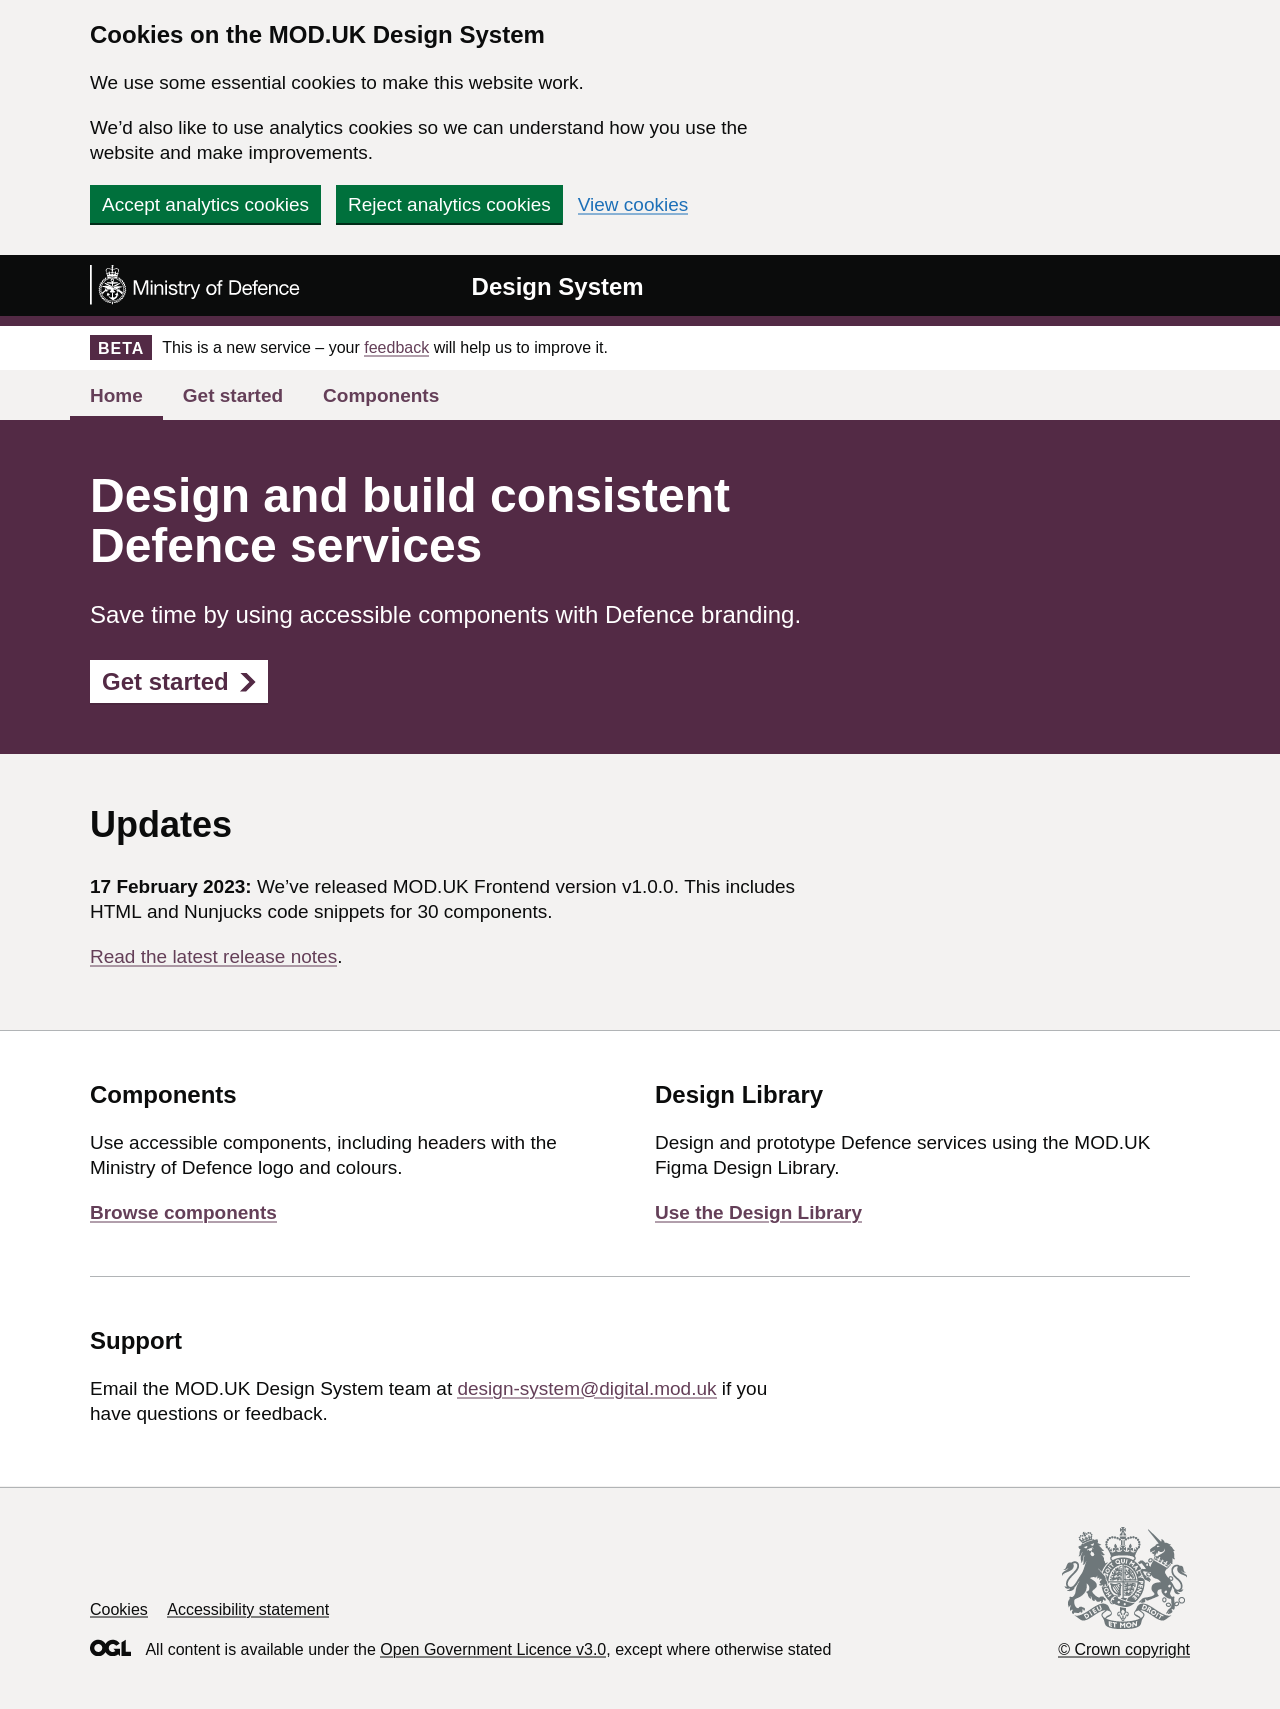 Cookies on the MOD.UK Design System
We use some essential cookies to make this website work.
We’d also like to use analytics cookies so we can understand how you use the
website and make improvements.
Accept analytics cookies Reject analytics cookies View cookies
Ministry of Defence Design System
BETA This is a new service – your feedback will help us to improve it.
Home Get started Components
Design and build consistent
Defence services
Save time by using accessible components with Defence branding.
Get started
Updates
17 February 2023: We’ve released MOD.UK Frontend version v1.0.0. This includes
HTML and Nunjucks code snippets for 30 components.
Read the latest release notes.
Components
Use accessible components, including headers with the
Ministry of Defence logo and colours.
Browse components
Design Library
Design and prototype Defence services using the MOD.UK
Figma Design Library.
Use the Design Library
Support
Email the MOD.UK Design System team at design-system@digital.mod.uk if you
have questions or feedback.
Cookies Accessibility statement
OGL All content is available under the Open Government Licence v3.0, except where otherwise stated
DIEU ET MON DROIT
© Crown copyright